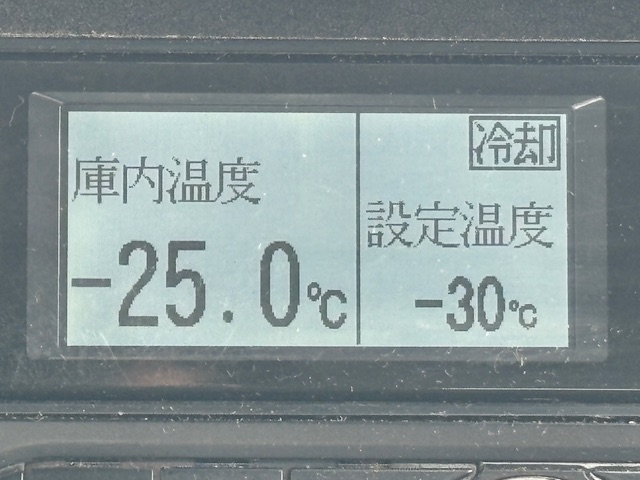 庫内温度
-25.0℃
冷却
設定温度
-30℃